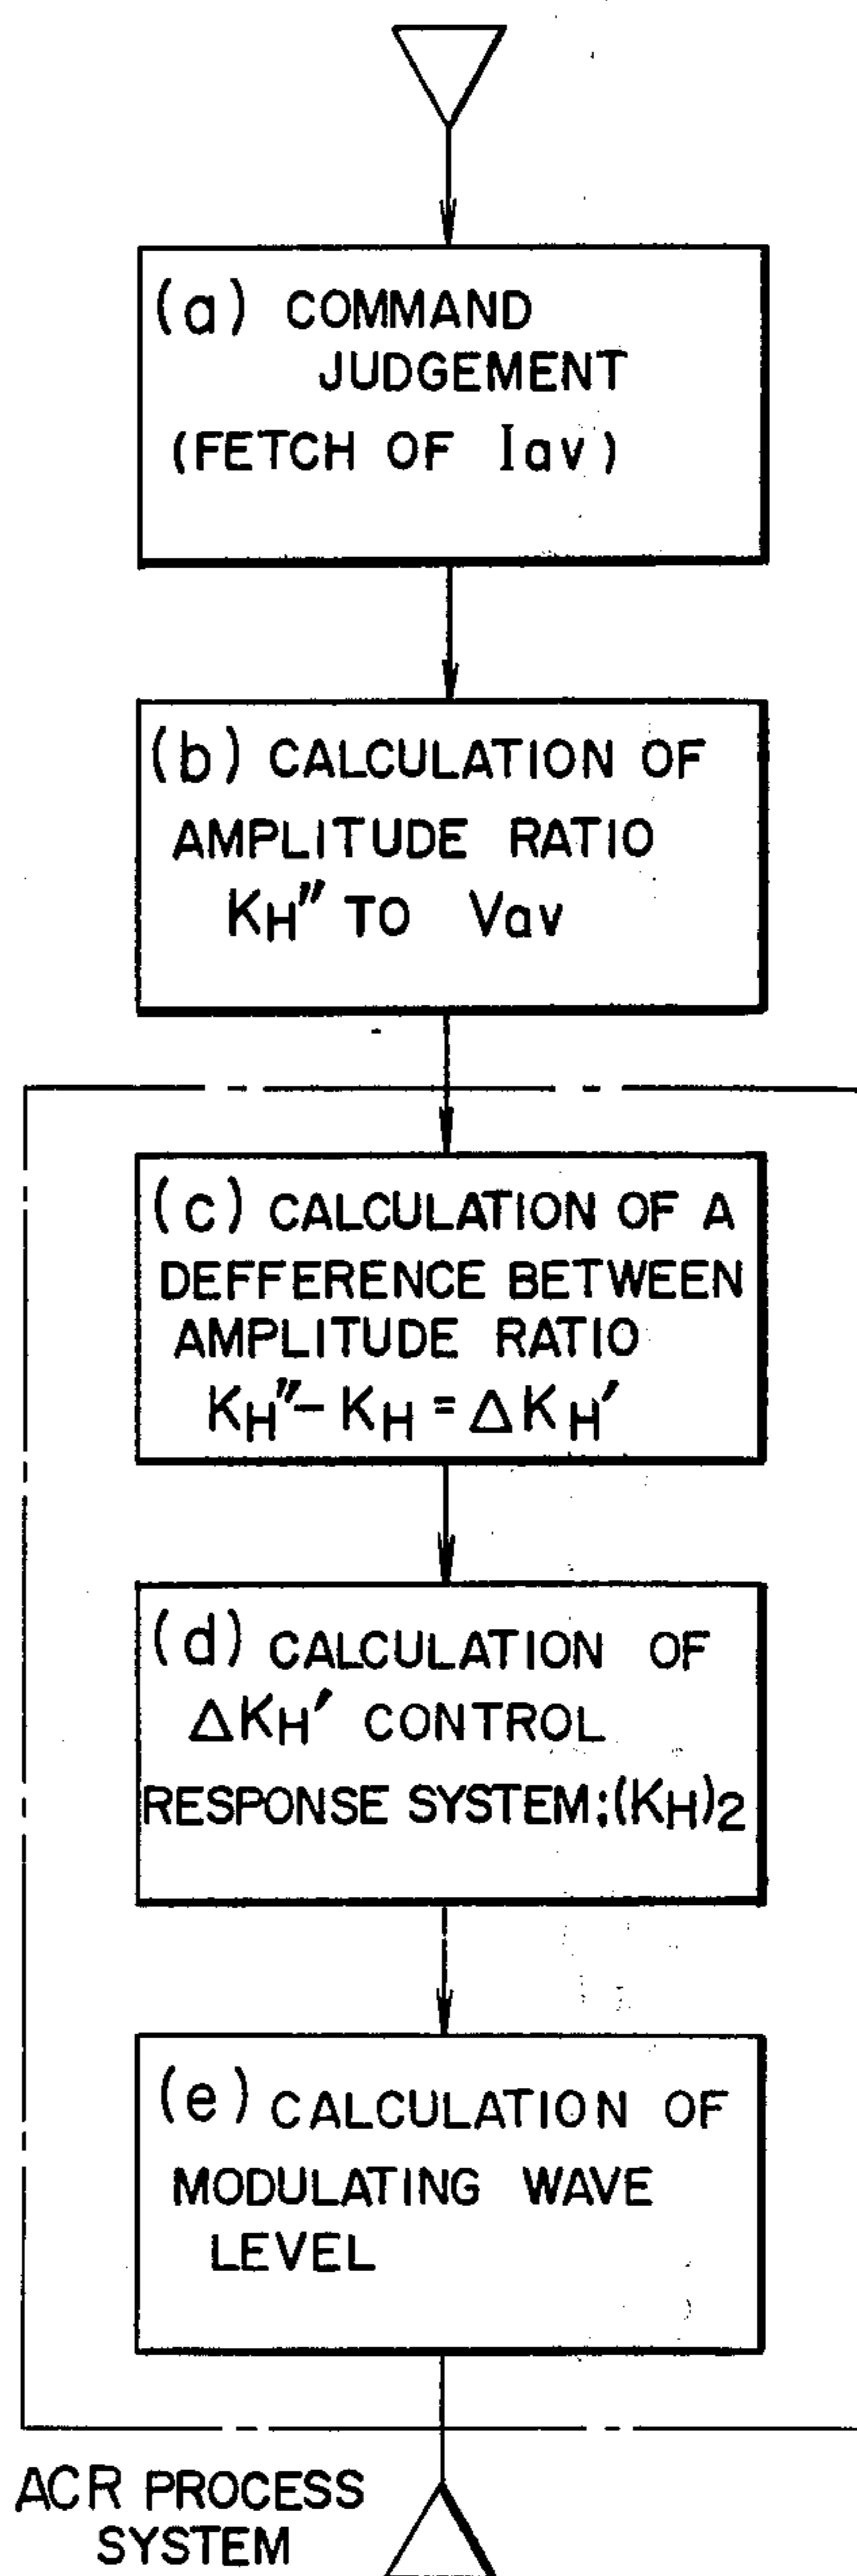 (a) COMMAND
JUDGEMENT
(FETCH OF Iav)
(b) CALCULATION OF
AMPLITUDE RATIO
KH″ TO Vav
(c) CALCULATION OF A
DEFFERENCE BETWEEN
AMPLITUDE RATIO
KH″-KH=ΔKH′
(d) CALCULATION OF
ΔKH′ CONTROL
RESPONSE SYSTEM;(KH)2
(e) CALCULATION OF
MODULATING WAVE
LEVEL
ACR PROCESS
SYSTEM